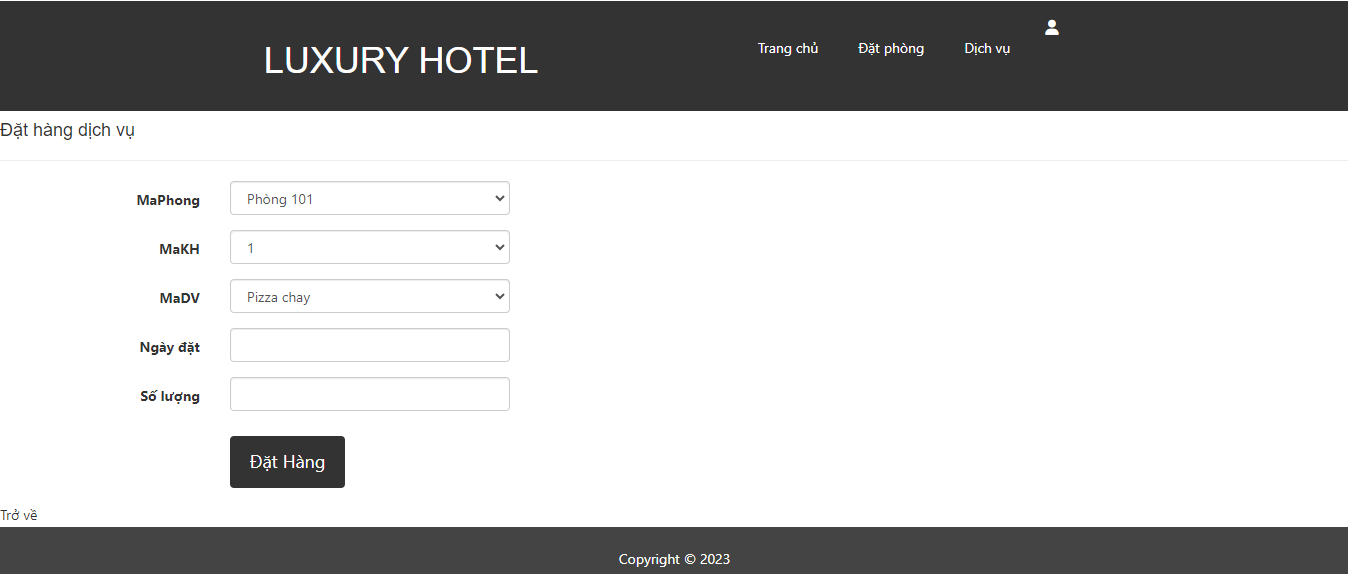 LUXURY HOTEL
Trang chủ Đặt phòng Dịch vụ
Đặt hàng dịch vụ
MaPhong Phòng 101
MaKH 1
MaDV Pizza chay
Ngày đặt
Số lượng
Đặt Hàng
Trở về
Copyright © 2023